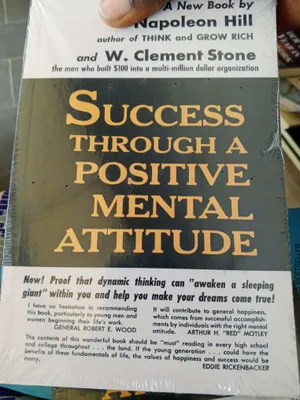 A New Book by
Napoleon Hill
author of THINK and GROW RICH
and W. Clement Stone
the man who built $100 into a multi-million dollar organization
SUCCESS
THROUGH A
POSITIVE
MENTAL
ATTITUDE
Now! Proof that dynamic thinking can "awaken a sleeping
giant" within you and help you make your dreams come true!
I have no hesitation in recommending
this book, particularly to young men and
women beginning their life's work.
GENERAL ROBERT E. WOOD
It will contribute to general happiness,
which comes from successful accomplish-
ments by individuals with the right mental
attitude. ARTHUR H. "RED" MOTLEY
The contents of this wonderful book should be "must" reading in every high school
and college throughout . . . the land. If the young generation . . . could have the
benefits of these fundamentals of life, the values of happiness and success would be
many. EDDIE RICKENBACKER